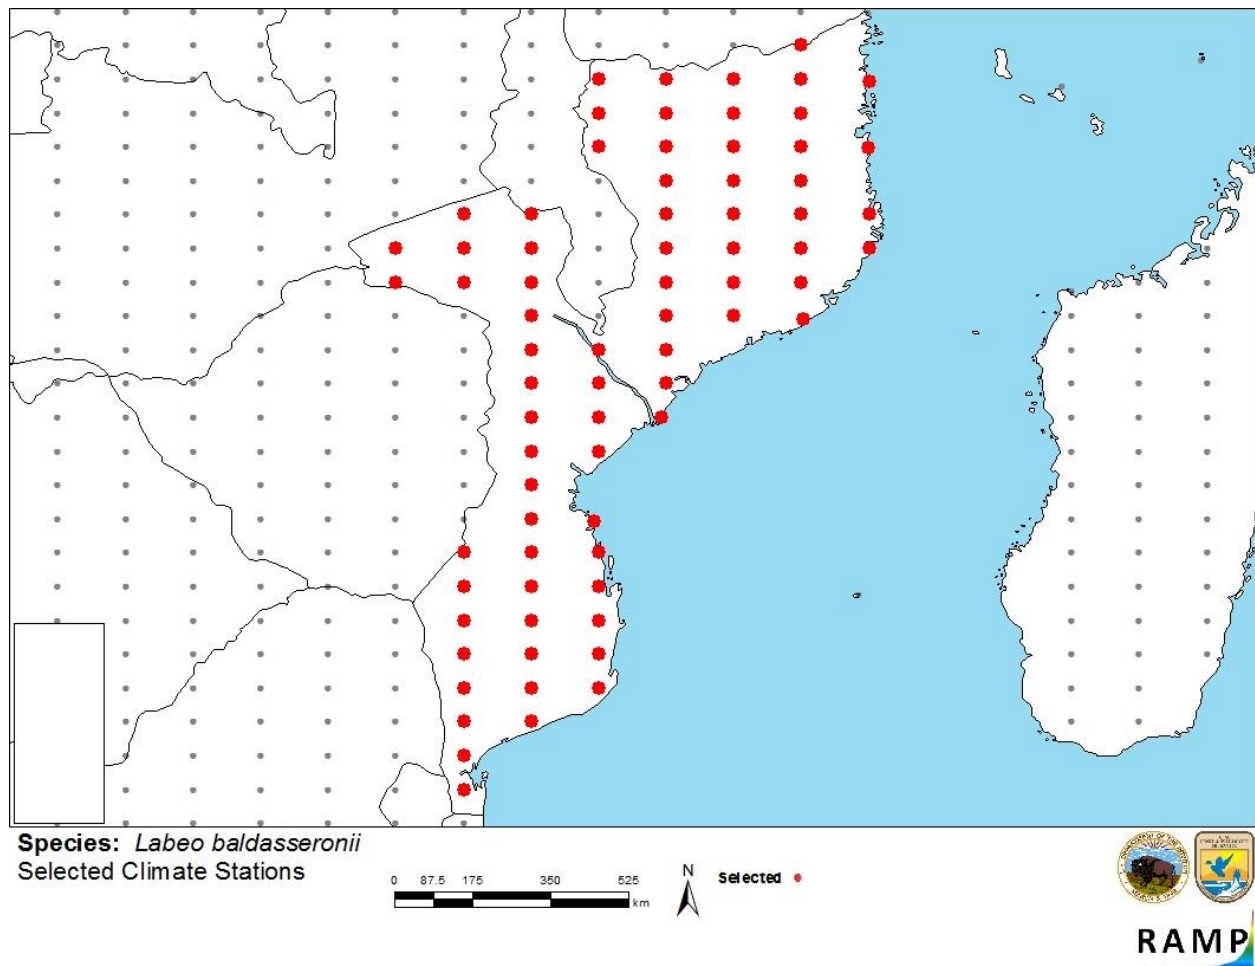 Species: Labeo baldasseronii
Selected Climate Stations
0 87.5 175 350 525
km
N
Selected
RAMP